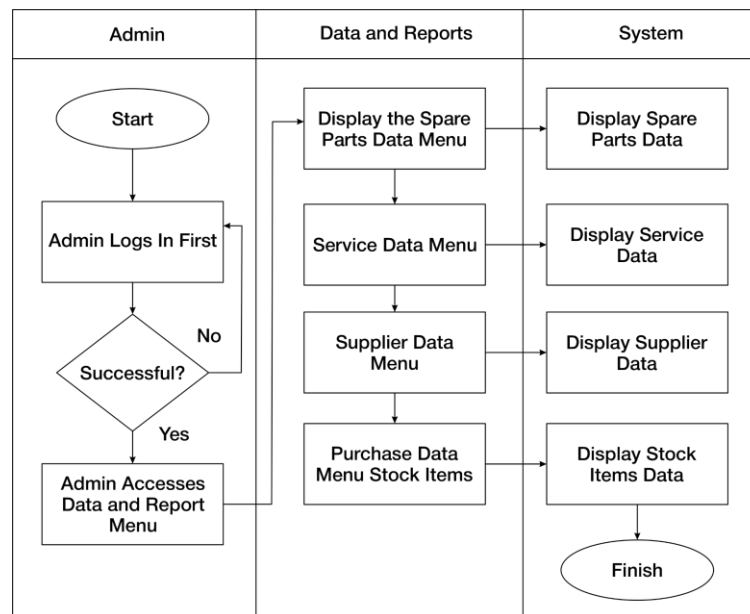 Admin
Data and Reports
System
Start
Admin Logs In First
Successful?
No
Yes
Admin Accesses
Data and Report
Menu
Display the Spare
Parts Data Menu
Service Data Menu
Supplier Data
Menu
Purchase Data
Menu Stock Items
Display Spare
Parts Data
Display Service
Data
Display Supplier
Data
Display Stock
Items Data
Finish